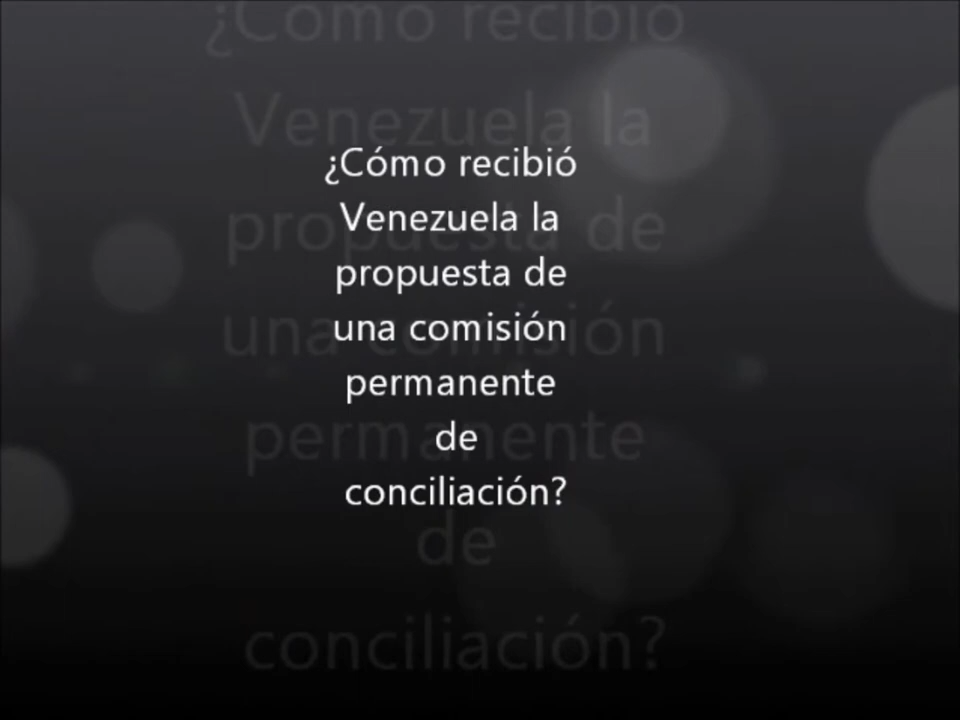 ¿Cómo recibió
Venezuela la
propuesta de
una comisión
permanente
de
conciliación?